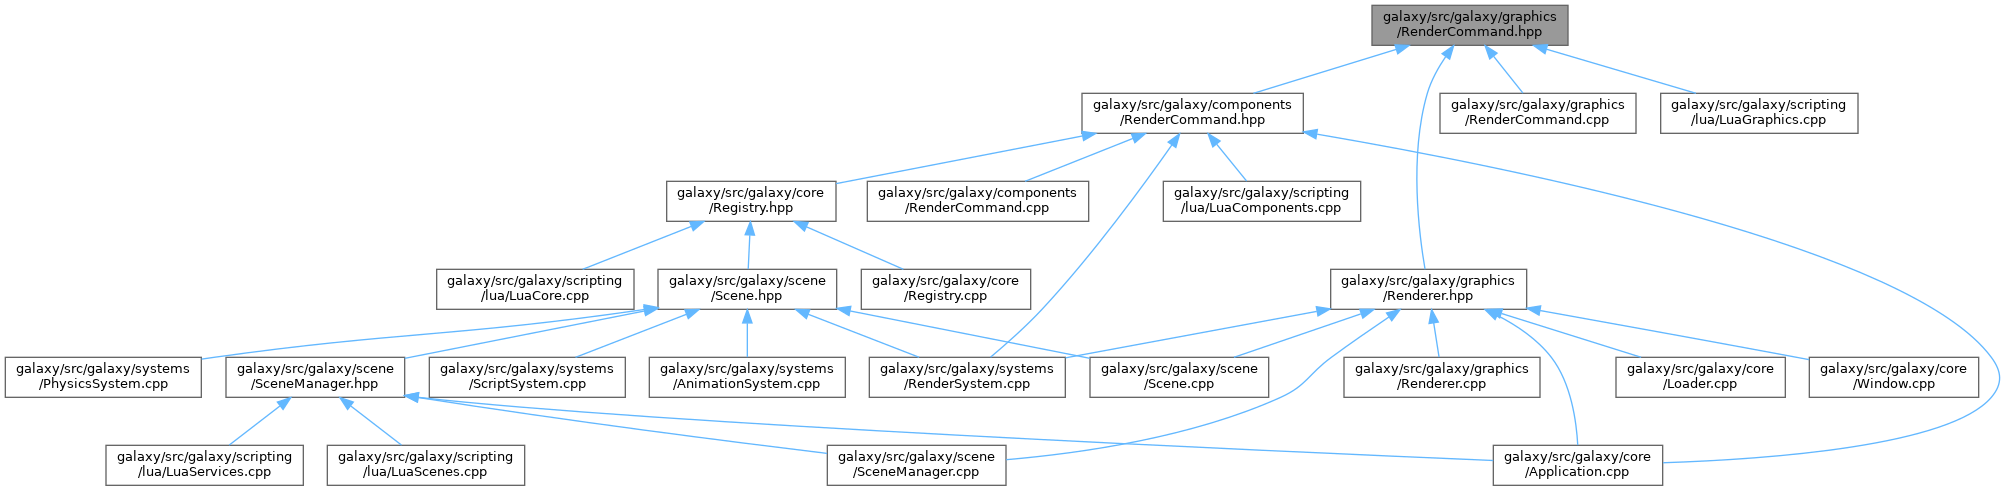 galaxy/src/galaxy/graphics
/RenderCommand.hpp
galaxy/src/galaxy/components
/RenderCommand.hpp
galaxy/src/galaxy/graphics
/RenderCommand.cpp
galaxy/src/galaxy/scripting
/lua/LuaGraphics.cpp
galaxy/src/galaxy/core
/Registry.hpp
galaxy/src/galaxy/components
/RenderCommand.cpp
galaxy/src/galaxy/scripting
/lua/LuaComponents.cpp
galaxy/src/galaxy/scripting
/lua/LuaCore.cpp
galaxy/src/galaxy/scene
/Scene.hpp
galaxy/src/galaxy/core
/Registry.cpp
galaxy/src/galaxy/graphics
/Renderer.hpp
galaxy/src/galaxy/systems
/PhysicsSystem.cpp
galaxy/src/galaxy/scene
/SceneManager.hpp
galaxy/src/galaxy/systems
/ScriptSystem.cpp
galaxy/src/galaxy/systems
/AnimationSystem.cpp
galaxy/src/galaxy/systems
/RenderSystem.cpp
galaxy/src/galaxy/scene
/Scene.cpp
galaxy/src/galaxy/graphics
/Renderer.cpp
galaxy/src/galaxy/core
/Loader.cpp
galaxy/src/galaxy/core
/Window.cpp
galaxy/src/galaxy/scripting
/lua/LuaServices.cpp
galaxy/src/galaxy/scripting
/lua/LuaScenes.cpp
galaxy/src/galaxy/scene
/SceneManager.cpp
galaxy/src/galaxy/core
/Application.cpp